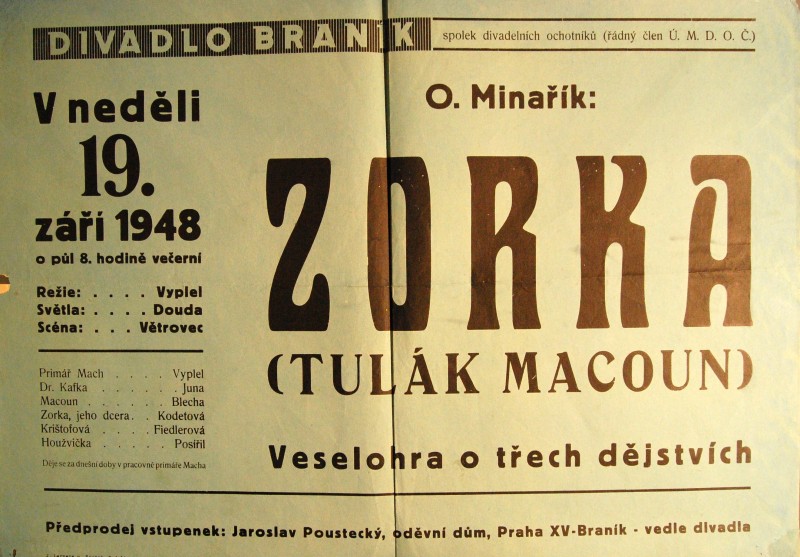 DIVADLO BRANÍK
spolek divadelních ochotníků (řádný člen Ú. M. D. O. Č.)
V neděli
19.
září 1948
o půl 8. hodině večerní
Režie: . . . . Vyplel
Světla: . . . . Douda
Scéna: . . . Větrovec
Primář Mach . . . . . Vyplel
Dr. Kafka . . . . . . Juna
Macoun . . . . . . Blecha
Zorka, jeho dcera . . Kodetová
Krištofová . . . . . Fiedlerová
Houžvička . . . . . Posířil
Děje se za dnešní doby v pracovně primáře Macha
O. Minařík:
ZORKA
(TULÁK MACOUN)
Veselohra o třech dějstvích
Předprodej vstupenek: Jaroslav Poustecký, oděvní dům, Praha XV-Braník - vedle divadla